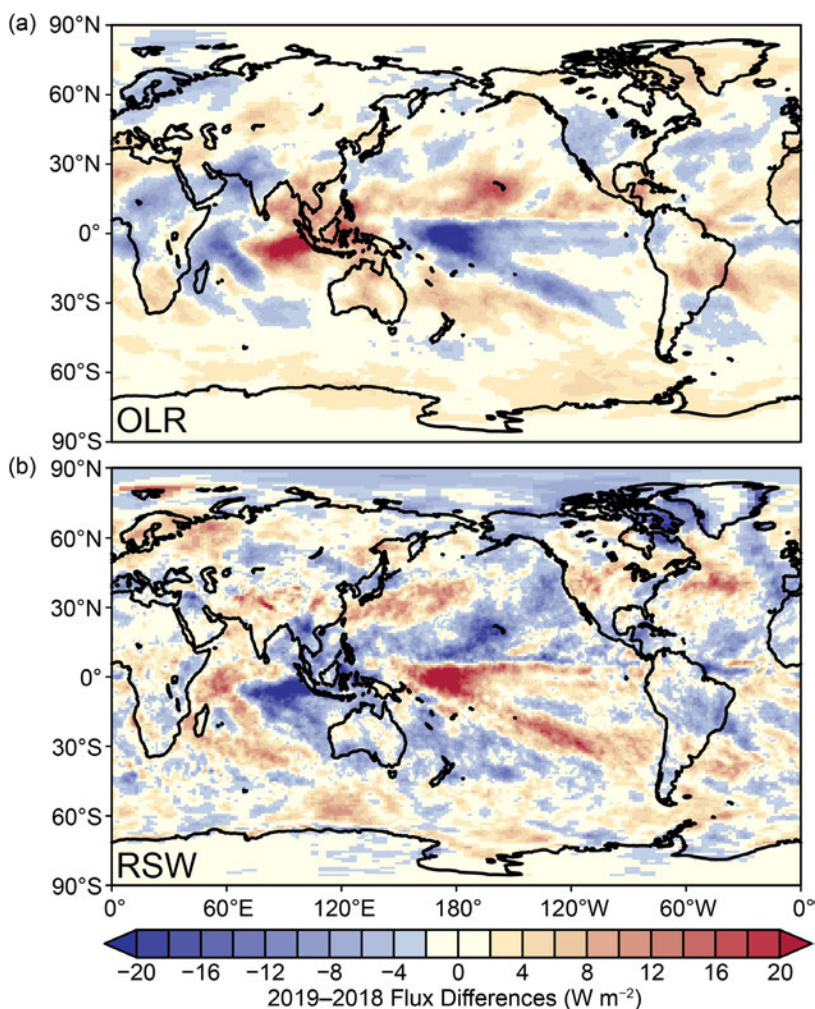 (a)
90°N
60°N
30°N
0°
30°S
60°S
90°S
OLR
(b)
90°N
60°N
30°N
0°
30°S
60°S
90°S
RSW
0° 60°E 120°E 180° 120°W 60°W 0°
−20 −16 −12 −8 −4 0 4 8 12 16 20
2019–2018 Flux Differences (W m⁻²)